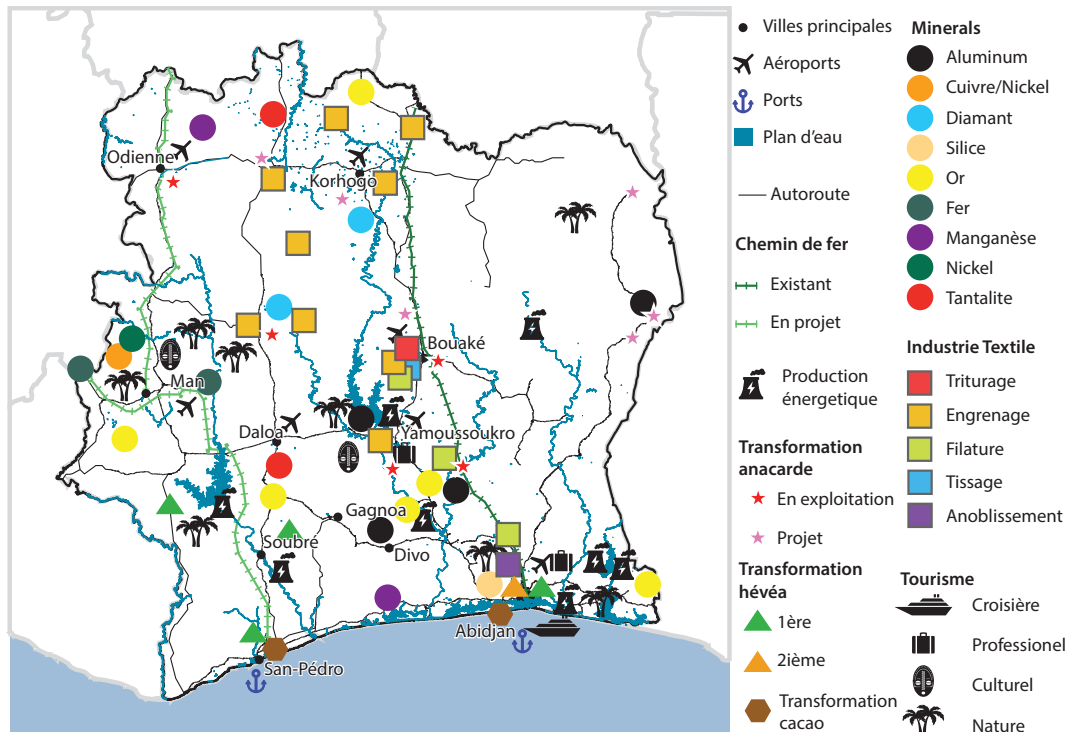 Odienne
Korhogo
Bouaké
Man
Daloa
Yamoussoukro
Gagnoa
Soubré
Divo
Abidjan
San-Pédro
Villes principales
Aéroports
Ports
Plan d'eau
Autoroute
Chemin de fer
Existant
En projet
Production
énergetique
Transformation
anacarde
En exploitation
Projet
Transformation
hévéa
1ère
2ième
Transformation
cacao
Minerals
Aluminum
Cuivre/Nickel
Diamant
Silice
Or
Fer
Manganèse
Nickel
Tantalite
Industrie Textile
Triturage
Engrenage
Filature
Tissage
Anoblissement
Tourisme
Croisière
Professionel
Culturel
Nature